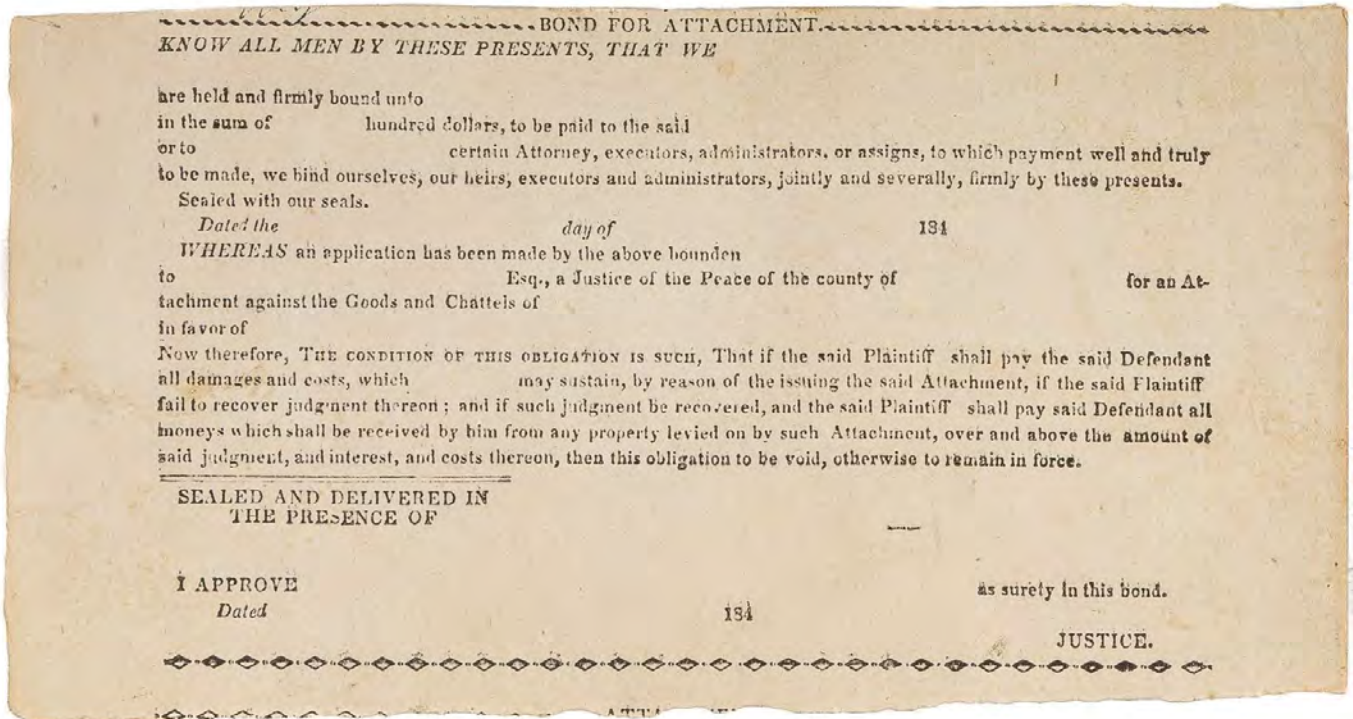 BOND FOR ATTACHMENT.
KNOW ALL MEN BY THESE PRESENTS, THAT WE
are held and firmly bound unto
in the sum of hundred dollars, to be paid to the said
or to certain Attorney, executors, administrators, or assigns, to which payment well and truly
to be made, we bind ourselves, our heirs, executors and administrators, jointly and severally, firmly by these presents.
Sealed with our seals.
Dated the day of 184
WHEREAS an application has been made by the above bounden
to Esq., a Justice of the Peace of the county of for an At-
tachment against the Goods and Chattels of
in favor of
Now therefore, THE CONDITION OF THIS OBLIGATION IS SUCH, That if the said Plaintiff shall pay the said Defendant
all damages and costs, which may sustain, by reason of the issuing the said Attachment, if the said Plaintiff
fail to recover judgment thereon; and if such judgment be recovered, and the said Plaintiff shall pay said Defendant all
moneys which shall be received by him from any property levied on by such Attachment, over and above the amount of
said judgment, and interest, and costs thereon, then this obligation to be void, otherwise to remain in force.
SEALED AND DELIVERED IN
THE PRESENCE OF
I APPROVE as surety in this bond.
Dated 184
JUSTICE.